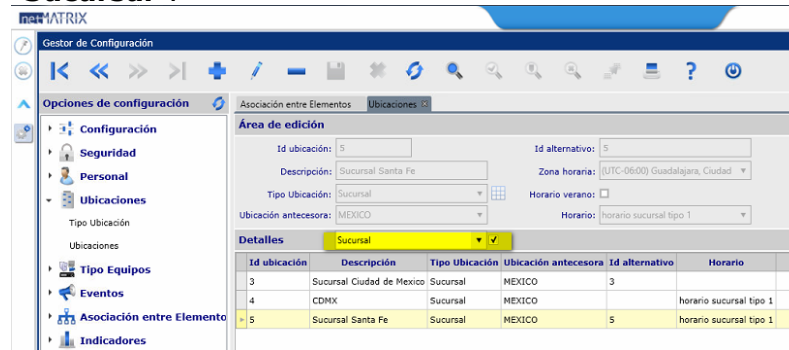 netMATRIX
Gestor de Configuración
Opciones de configuración
Configuración
Seguridad
Personal
Ubicaciones
Tipo Ubicación
Ubicaciones
Tipo Equipos
Eventos
Asociación entre Elemento
Indicadores
Asociación entre Elementos Ubicaciones
Área de edición
Id ubicación: 5 Id alternativo: 5
Descripción: Sucursal Santa Fe Zona horaria: (UTC-06:00) Guadalajara, Ciudad
Tipo Ubicación: Sucursal Horario verano:
Ubicación antecesora: MEXICO Horario: horario sucursal tipo 1
Detalles Sucursal
Id ubicación Descripción Tipo Ubicación Ubicación antecesora Id alternativo Horario
3 Sucursal Ciudad de Mexico Sucursal MEXICO 3
4 CDMX Sucursal MEXICO horario sucursal tipo 1
5 Sucursal Santa Fe Sucursal MEXICO 5 horario sucursal tipo 1